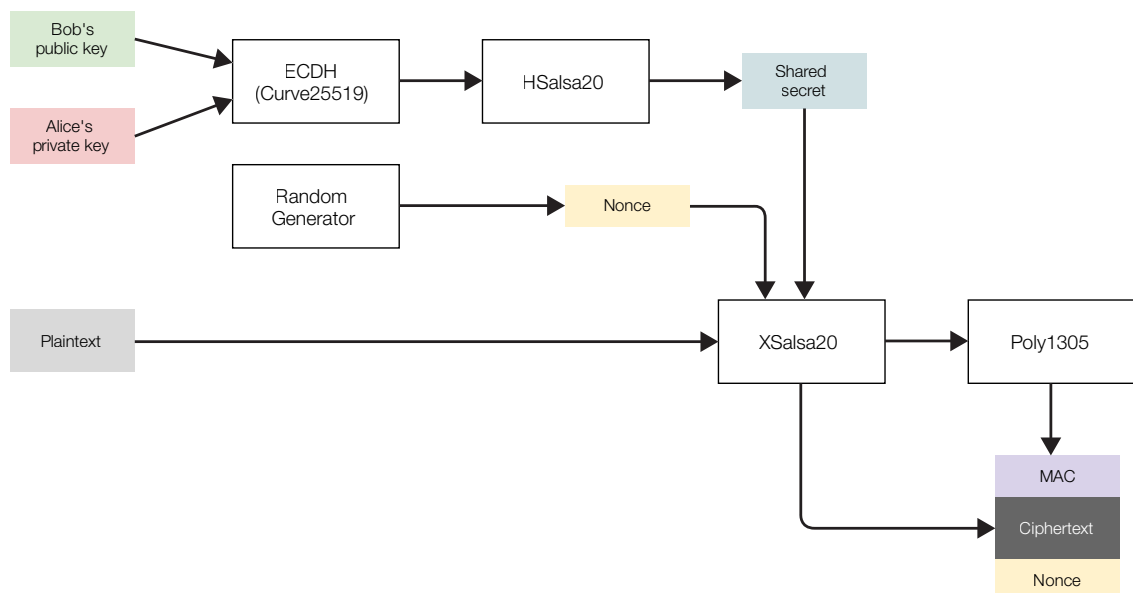 Bob's
public key
Alice's
private key
ECDH
(Curve25519)
HSalsa20
Shared
secret
Random
Generator
Nonce
Plaintext
XSalsa20
Poly1305
MAC
Ciphertext
Nonce